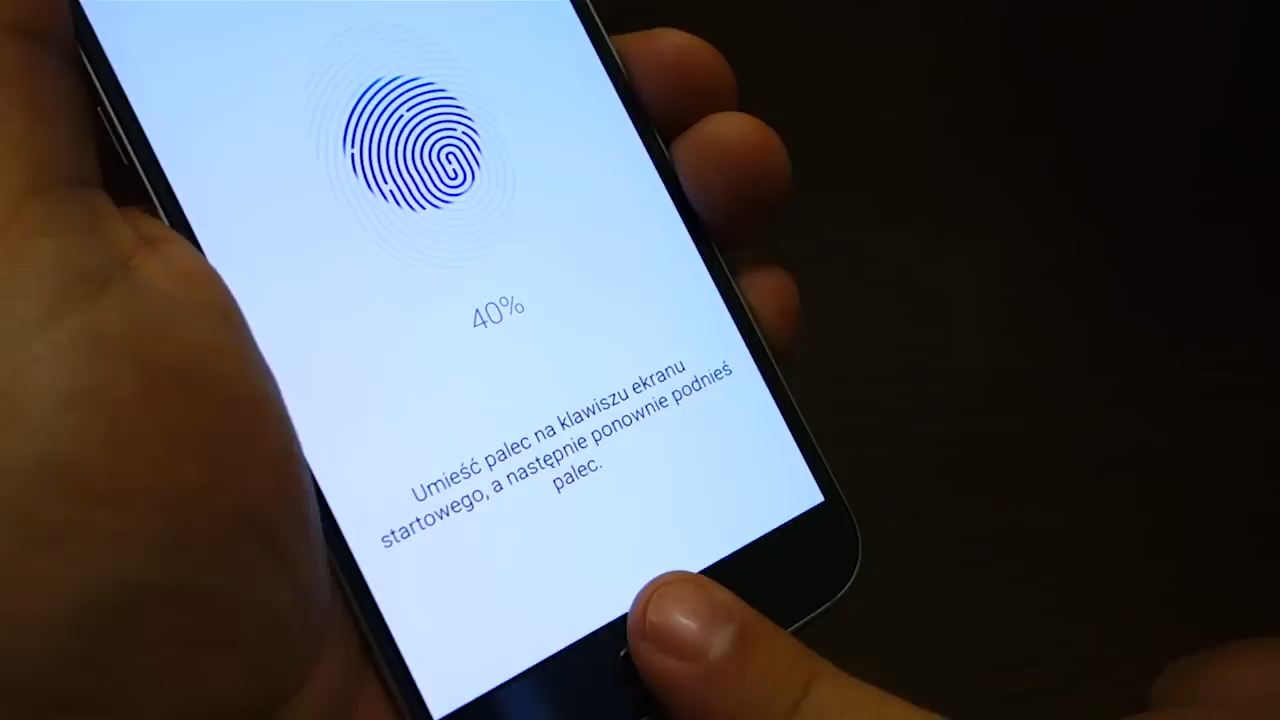 40%
Umieść palec na klawiszu ekranu
startowego, a następnie ponownie podnieś
palec.